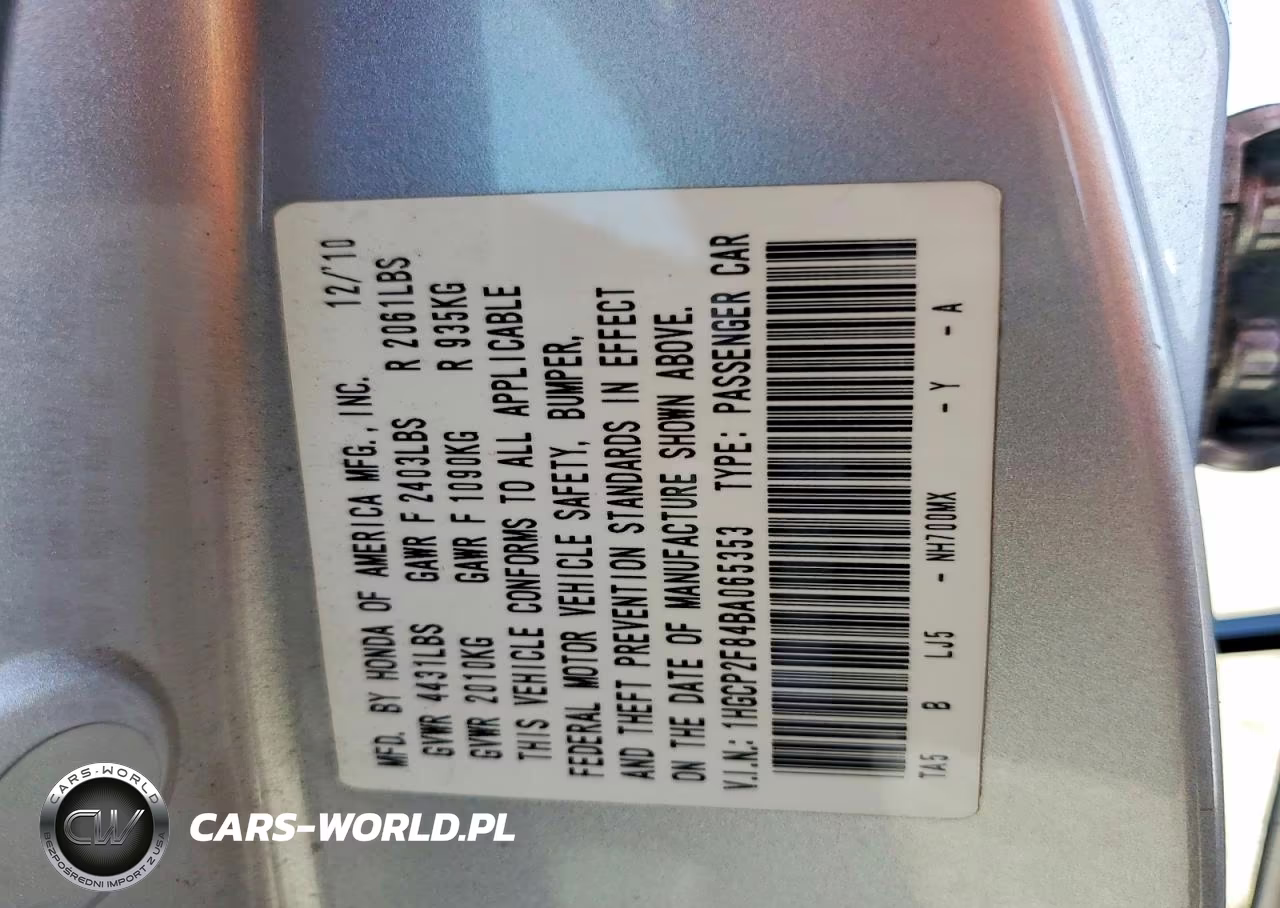 MFD. BY HONDA OF AMERICA MFG., INC. 12/'10
GVWR 4431LBS GAWR F 2403LBS R 2061LBS
GVWR 2010KG GAWR F 1090KG R 935KG
THIS VEHICLE CONFORMS TO ALL APPLICABLE
FEDERAL MOTOR VEHICLE SAFETY, BUMPER,
AND THEFT PREVENTION STANDARDS IN EFFECT
ON THE DATE OF MANUFACTURE SHOWN ABOVE.
V.I.N.: 1HGCP2F84BA065353 TYPE: PASSENGER CAR
TA5 B LJ5 - NH700MX - Y - A
CARS-WORLD
CW
BEZPOŚREDNI IMPORT Z USA
CARS-WORLD.PL